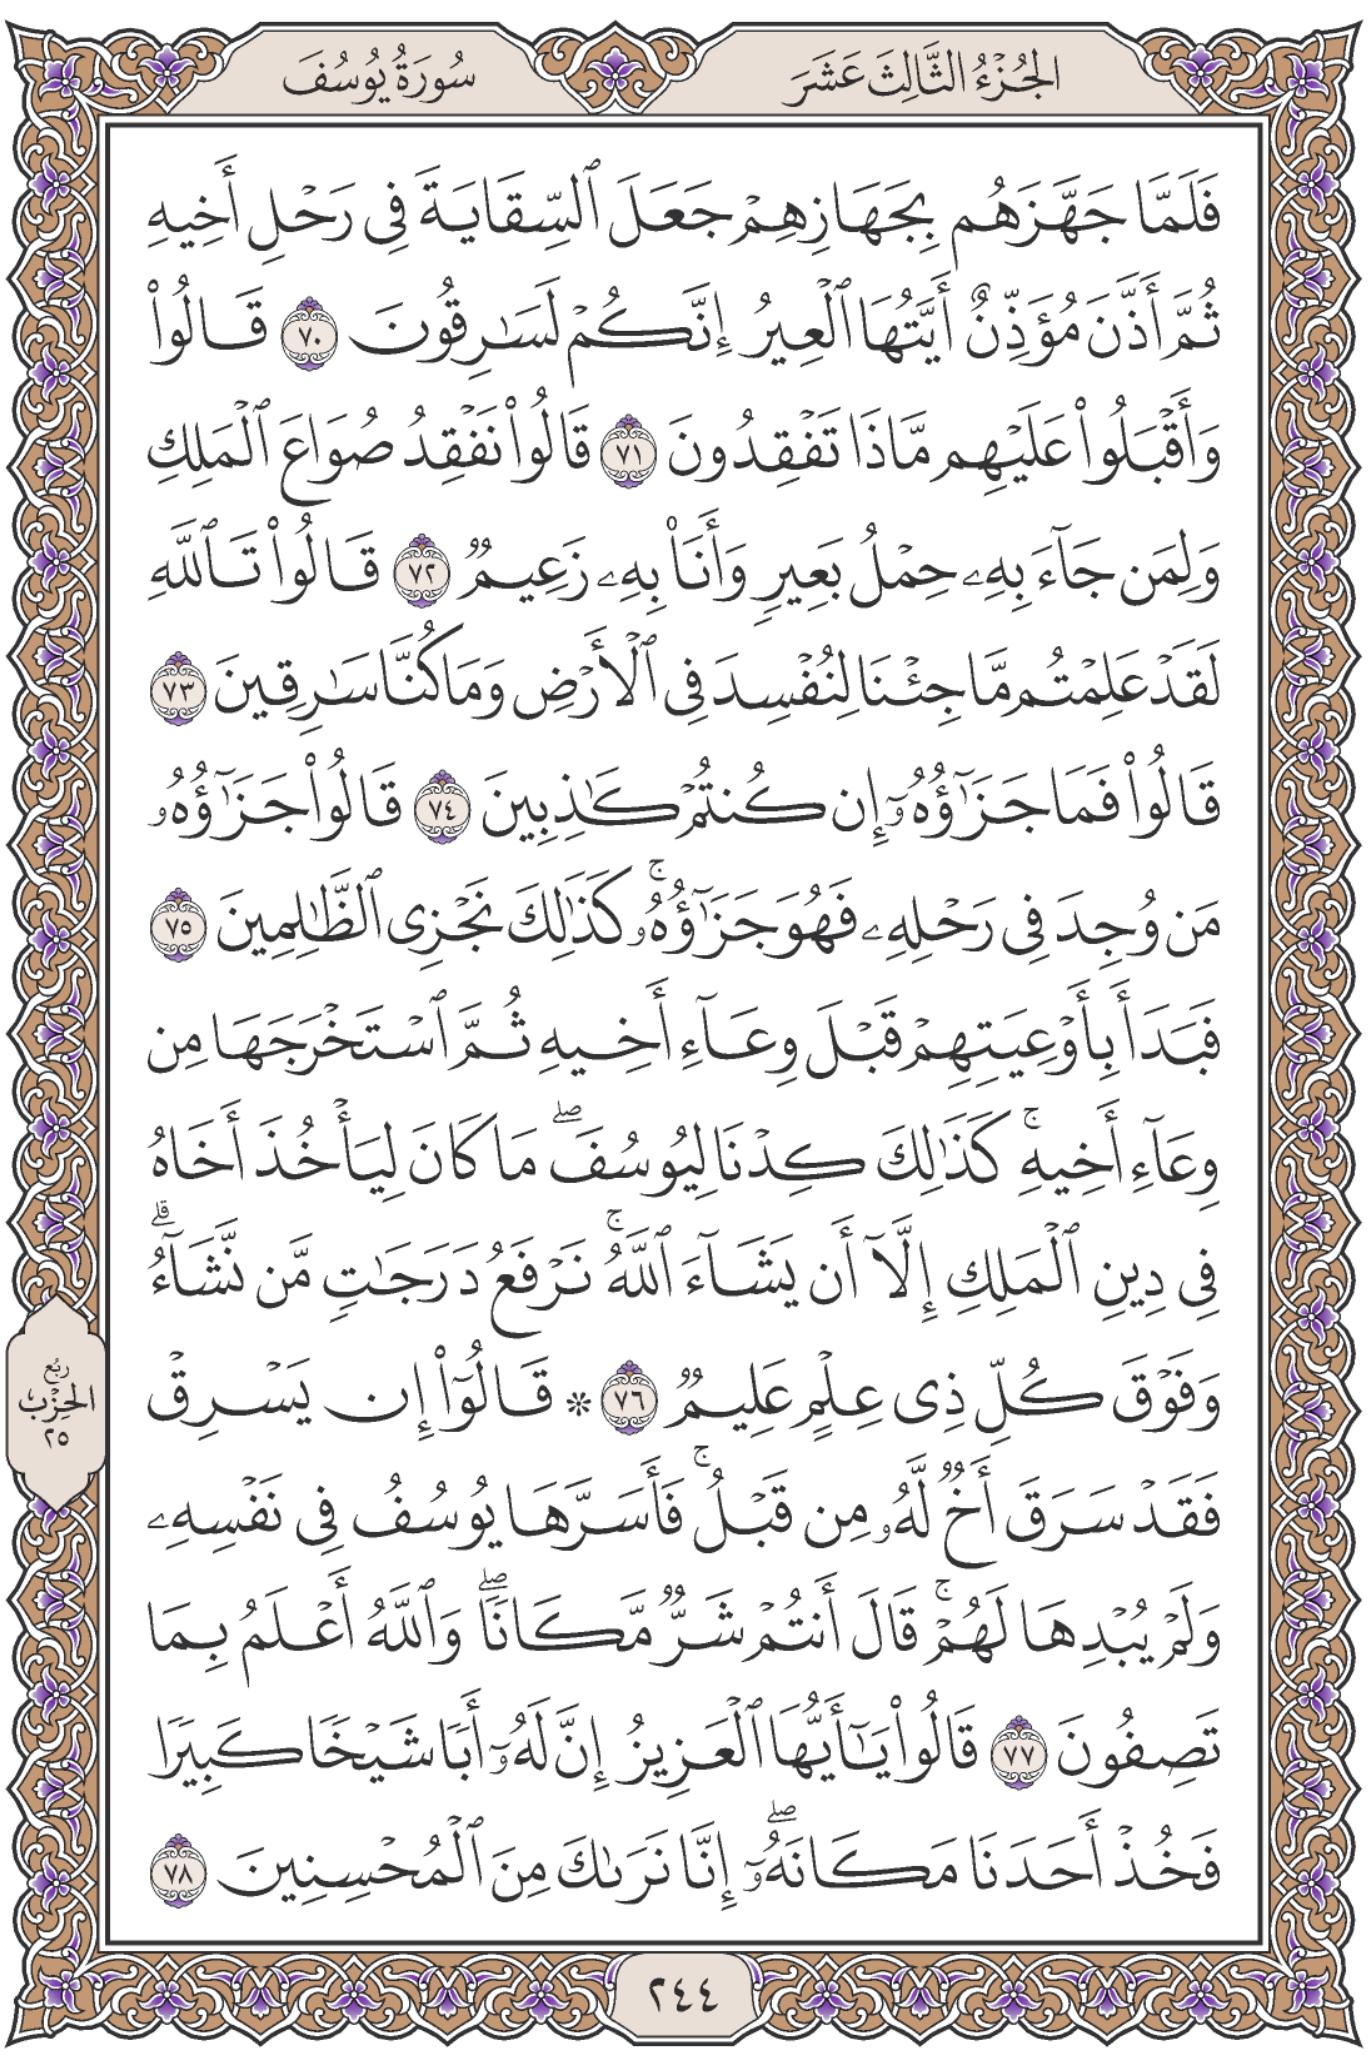 الجُزْءُ الثَّالِثَ عَشَرَ
سُورَةُ يُوسُفَ
فَلَمَّا جَهَّزَهُم بِجَهَازِهِمْ جَعَلَ ٱلسِّقَايَةَ فِى رَحْلِ أَخِيهِ
ثُمَّ أَذَّنَ مُؤَذِّنٌ أَيَّتُهَا ٱلْعِيرُ إِنَّكُمْ لَسَـٰرِقُونَ ٧٠ قَالُوا۟
وَأَقْبَلُوا۟ عَلَيْهِم مَّاذَا تَفْقِدُونَ ٧١ قَالُوا۟ نَفْقِدُ صُوَاعَ ٱلْمَلِكِ
وَلِمَن جَآءَ بِهِۦ حِمْلُ بَعِيرٍ وَأَنَا۠ بِهِۦ زَعِيمٌ ٧٢ قَالُوا۟ تَٱللَّهِ
لَقَدْ عَلِمْتُم مَّا جِئْنَا لِنُفْسِدَ فِى ٱلْأَرْضِ وَمَا كُنَّا سَـٰرِقِينَ ٧٣
قَالُوا۟ فَمَا جَزَٰٓؤُهُۥٓ إِن كُنتُمْ كَـٰذِبِينَ ٧٤ قَالُوا۟ جَزَٰٓؤُهُۥ
مَن وُجِدَ فِى رَحْلِهِۦ فَهُوَ جَزَٰٓؤُهُۥ ۚ كَذَٰلِكَ نَجْزِى ٱلظَّـٰلِمِينَ ٧٥
فَبَدَأَ بِأَوْعِيَتِهِمْ قَبْلَ وِعَآءِ أَخِيهِ ثُمَّ ٱسْتَخْرَجَهَا مِن
وِعَآءِ أَخِيهِ ۚ كَذَٰلِكَ كِدْنَا لِيُوسُفَ ۖ مَا كَانَ لِيَأْخُذَ أَخَاهُ
فِى دِينِ ٱلْمَلِكِ إِلَّآ أَن يَشَآءَ ٱللَّهُ ۚ نَرْفَعُ دَرَجَـٰتٍ مَّن نَّشَآءُ ۗ
وَفَوْقَ كُلِّ ذِى عِلْمٍ عَلِيمٌ ٧٦ * قَالُوٓا۟ إِن يَسْرِقْ
فَقَدْ سَرَقَ أَخٌ لَّهُۥ مِن قَبْلُ ۚ فَأَسَرَّهَا يُوسُفُ فِى نَفْسِهِۦ
وَلَمْ يُبْدِهَا لَهُمْ ۚ قَالَ أَنتُمْ شَرٌّ مَّكَانًا ۖ وَٱللَّهُ أَعْلَمُ بِمَا
تَصِفُونَ ٧٧ قَالُوا۟ يَـٰٓأَيُّهَا ٱلْعَزِيزُ إِنَّ لَهُۥٓ أَبًا شَيْخًا كَبِيرًا
فَخُذْ أَحَدَنَا مَكَانَهُۥٓ ۖ إِنَّا نَرَىٰكَ مِنَ ٱلْمُحْسِنِينَ ٧٨
رُبُع
الحِزْبِ
٢٥
٢٤٤